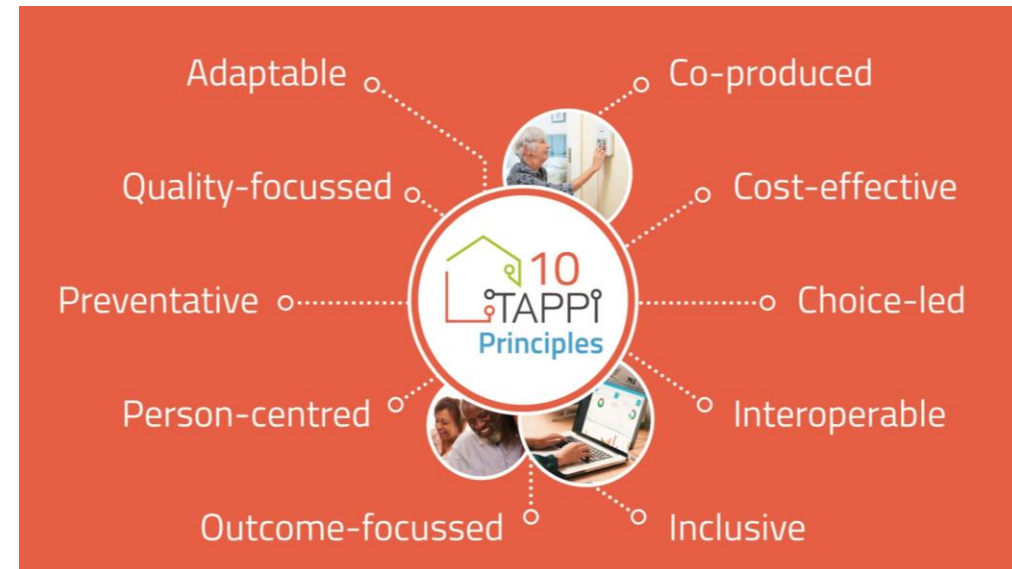 Adaptable
Co-produced
Quality-focussed
Cost-effective
10
TAPPI
Principles
Preventative
Choice-led
Person-centred
Interoperable
Outcome-focussed
Inclusive